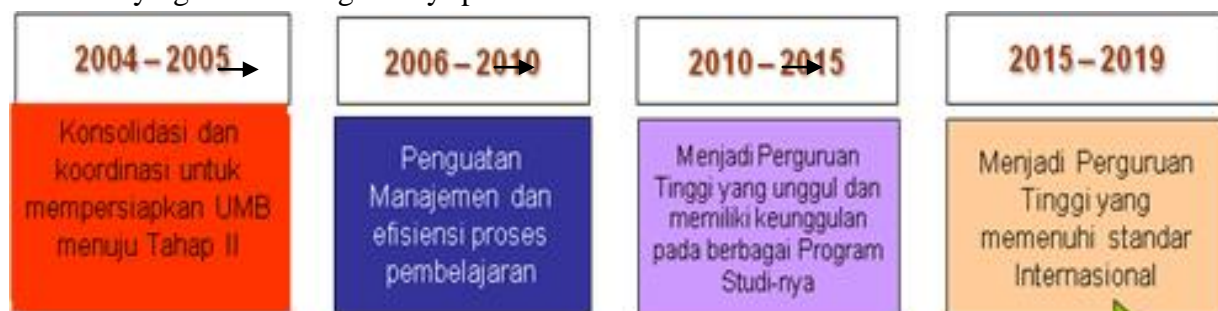 2004 – 2005
Konsolidasi dan
koordinasi untuk
mempersiapkan UMB
menuju Tahap II
2006 – 2010
Penguatan
Manajemen dan
efisiensi proses
pembelajaran
2010 – 2015
Menjadi Perguruan
Tinggi yang unggul dan
memiliki keunggulan
pada berbagai Program
Studi-nya
2015 – 2019
Menjadi Perguruan
Tinggi yang
memenuhi standar
Internasional